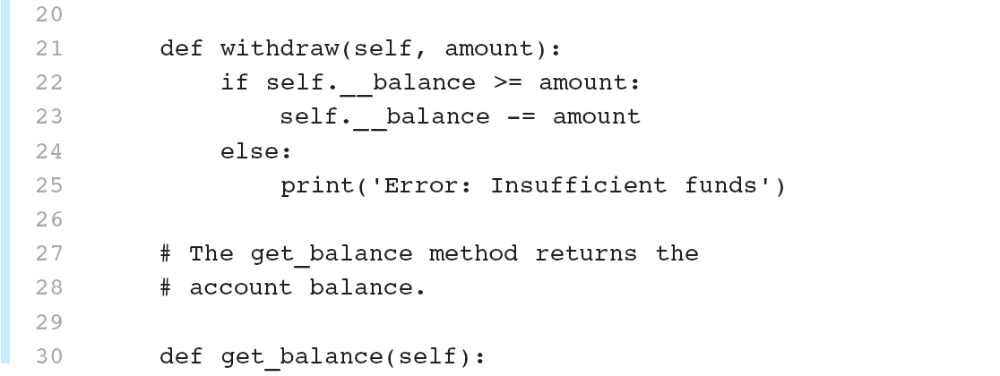 20
21 def withdraw(self, amount):
22 if self.__balance >= amount:
23 self.__balance -= amount
24 else:
25 print('Error: Insufficient funds')
26
27 # The get_balance method returns the
28 # account balance.
29
30 def get_balance(self):